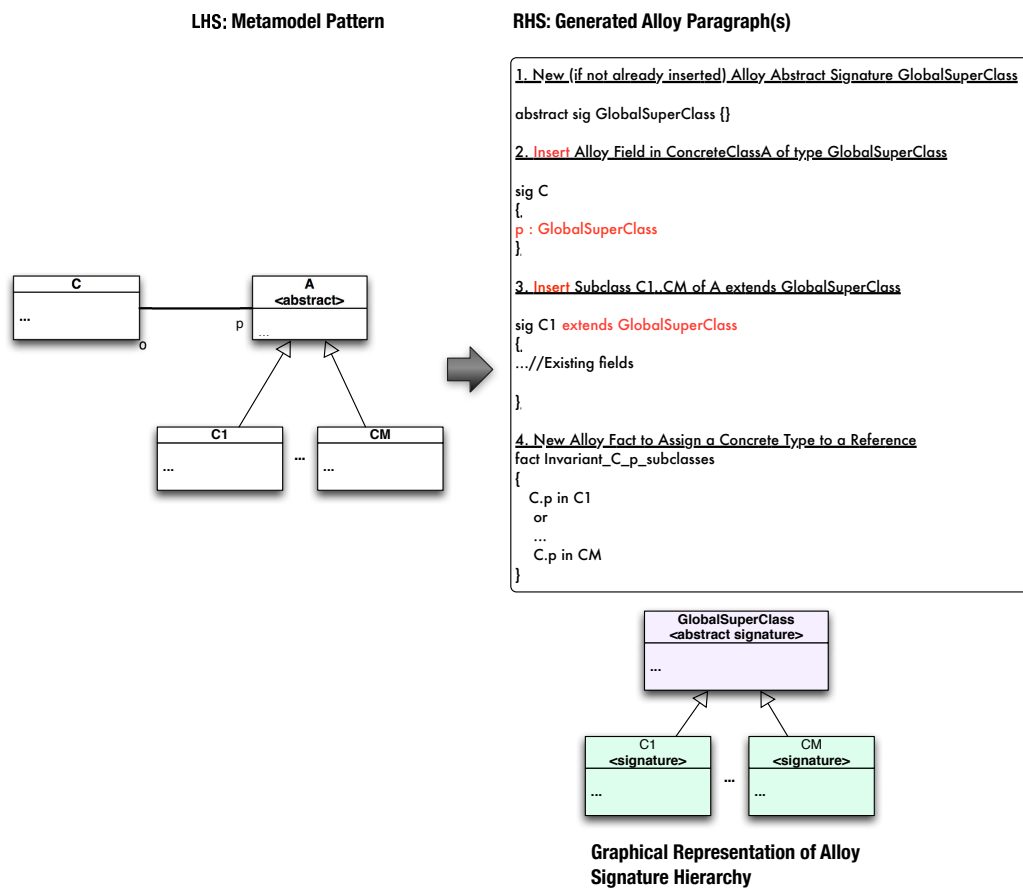 LHS: Metamodel Pattern
RHS: Generated Alloy Paragraph(s)
C
...
o
p
A
<abstract>
...
C1
...
...
CM
...
1. New (if not already inserted) Alloy Abstract Signature GlobalSuperClass
abstract sig GlobalSuperClass {}
2. Insert Alloy Field in ConcreteClassA of type GlobalSuperClass
sig C
{
p : GlobalSuperClass
}
3. Insert Subclass C1..CM of A extends GlobalSuperClass
sig C1 extends GlobalSuperClass
{
...//Existing fields
}
4. New Alloy Fact to Assign a Concrete Type to a Reference
fact Invariant_C_p_subclasses
{
C.p in C1
or
...
C.p in CM
}
GlobalSuperClass
<abstract signature>
...
C1
<signature>
...
...
CM
<signature>
...
Graphical Representation of Alloy
Signature Hierarchy